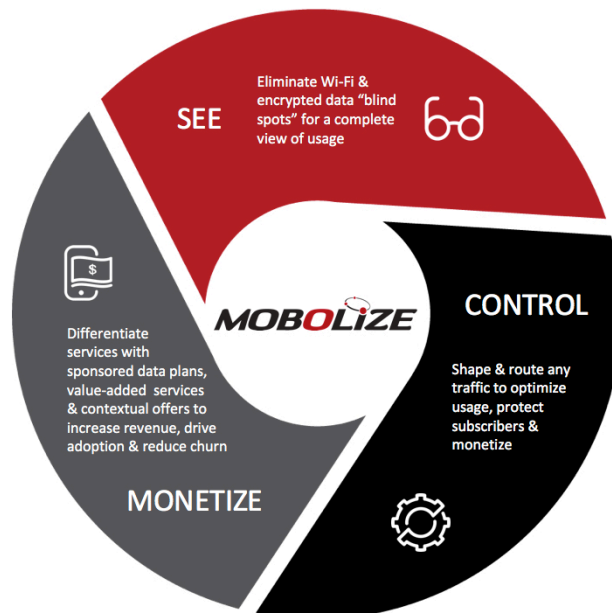 SEE
Eliminate Wi-Fi &
encrypted data “blind
spots” for a complete
view of usage
CONTROL
Shape & route any
traffic to optimize
usage, protect
subscribers &
monetize
$
Differentiate
services with
sponsored data plans,
value-added services
& contextual offers to
increase revenue, drive
adoption & reduce churn
MONETIZE
MOBOLIZE